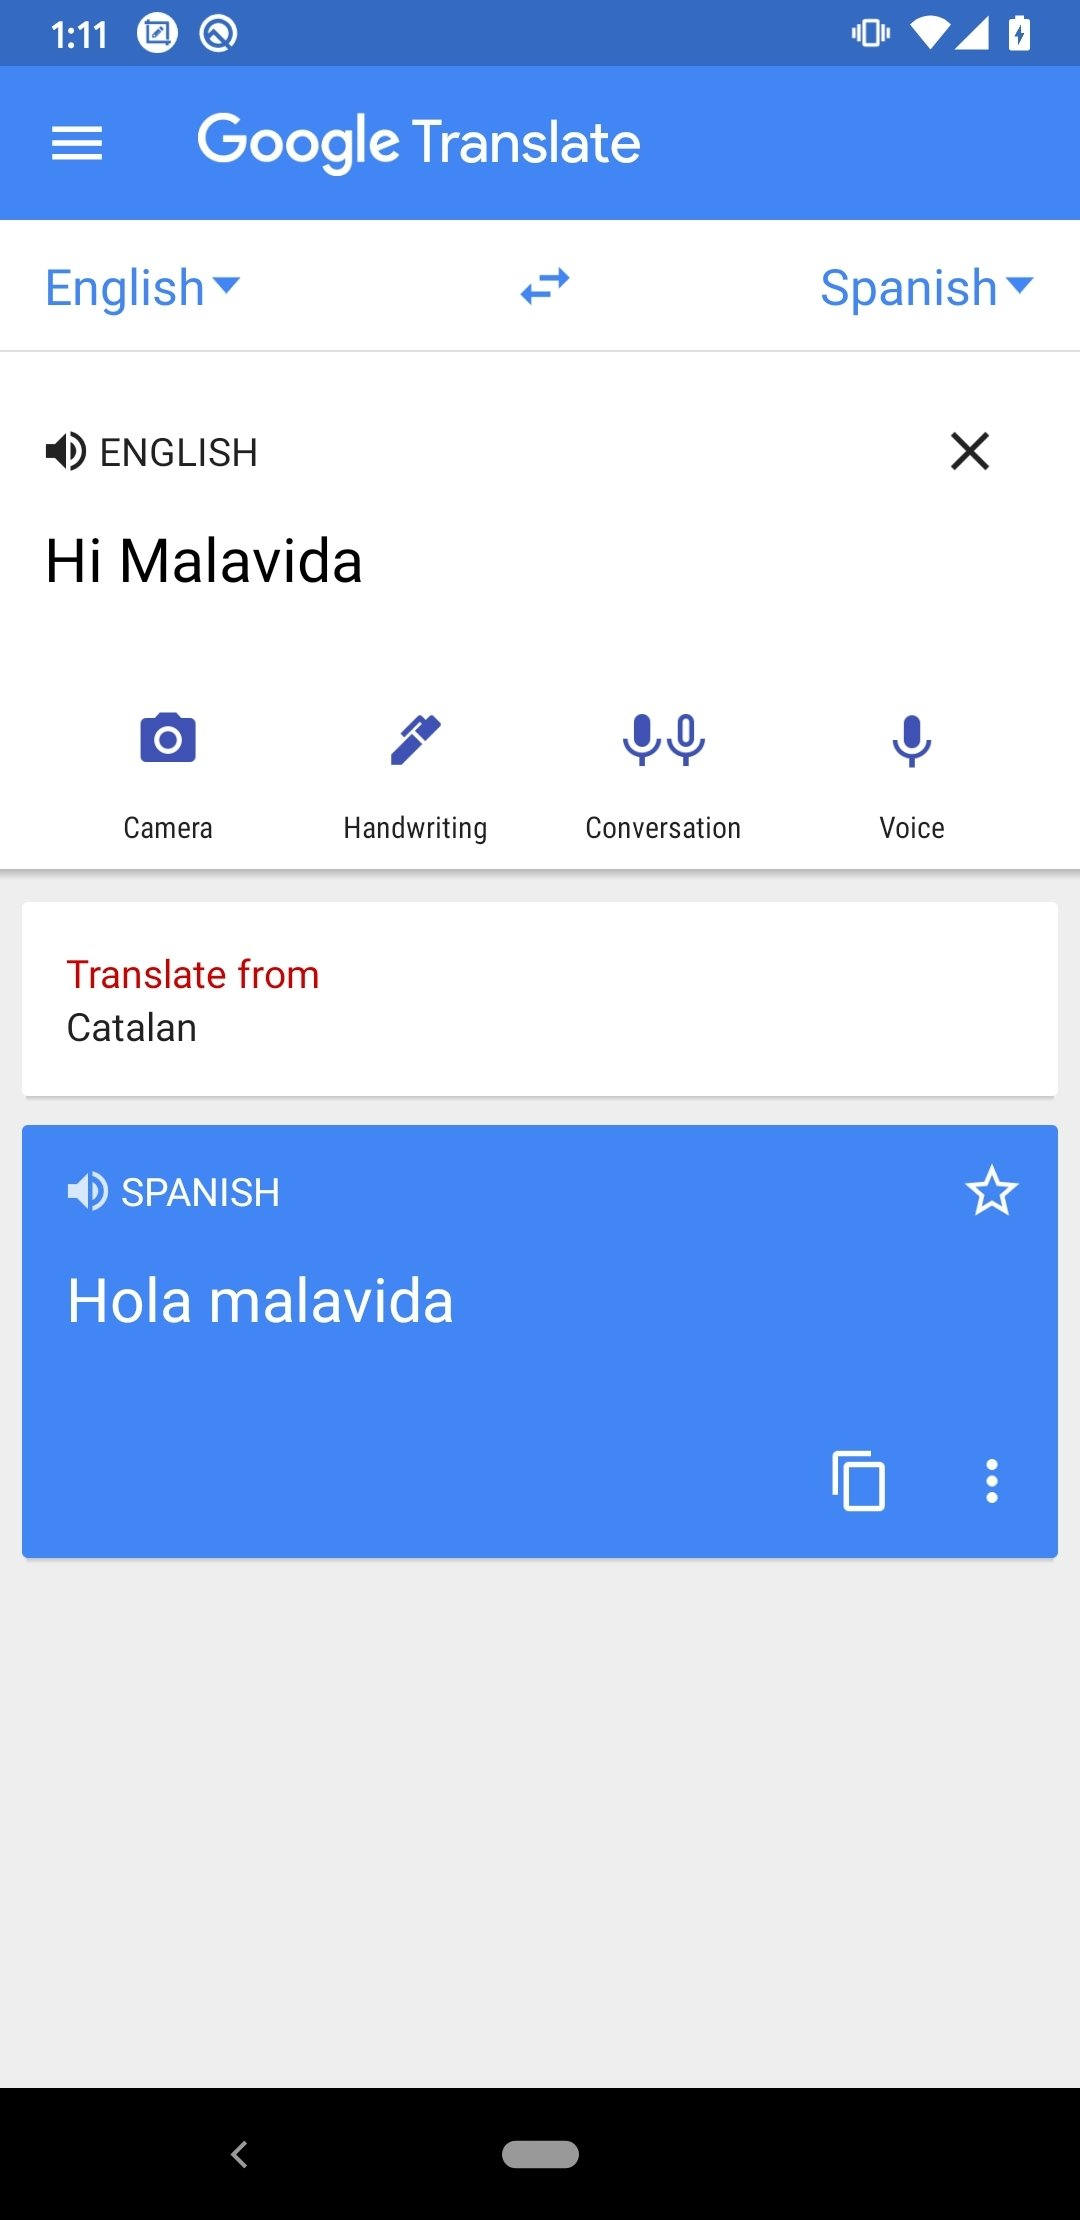 1:11
Google Translate
English
Spanish
ENGLISH
Hi Malavida
Camera
Handwriting
Conversation
Voice
Translate from
Catalan
SPANISH
Hola malavida